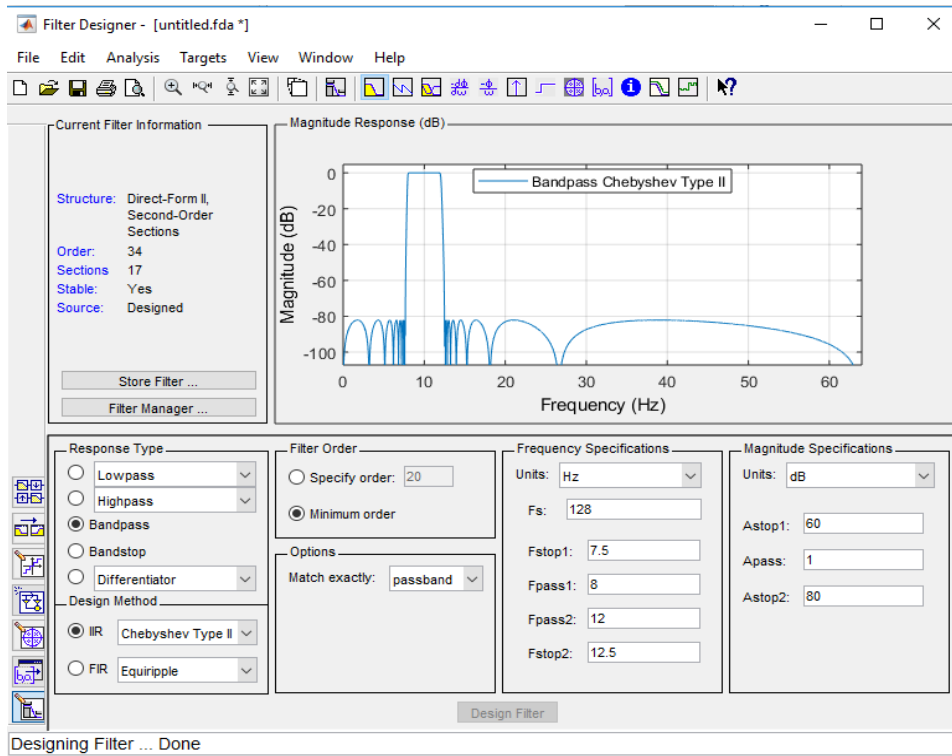 Filter Designer - [untitled.fda *]
File Edit Analysis Targets View Window Help
Current Filter Information
Structure: Direct-Form II,
Second-Order
Sections
Order: 34
Sections 17
Stable: Yes
Source: Designed
Store Filter ...
Filter Manager ...
Magnitude Response (dB)
Bandpass Chebyshev Type II
Magnitude (dB)
0
-20
-40
-60
-80
-100
0 10 20 30 40 50 60
Frequency (Hz)
Response Type
Lowpass
Highpass
Bandpass
Bandstop
Differentiator
Design Method
IIR Chebyshev Type II
FIR Equiripple
Filter Order
Specify order: 20
Minimum order
Options
Match exactly: passband
Frequency Specifications
Units: Hz
Fs: 128
Fstop1: 7.5
Fpass1: 8
Fpass2: 12
Fstop2: 12.5
Magnitude Specifications
Units: dB
Astop1: 60
Apass: 1
Astop2: 80
Design Filter
Designing Filter ... Done